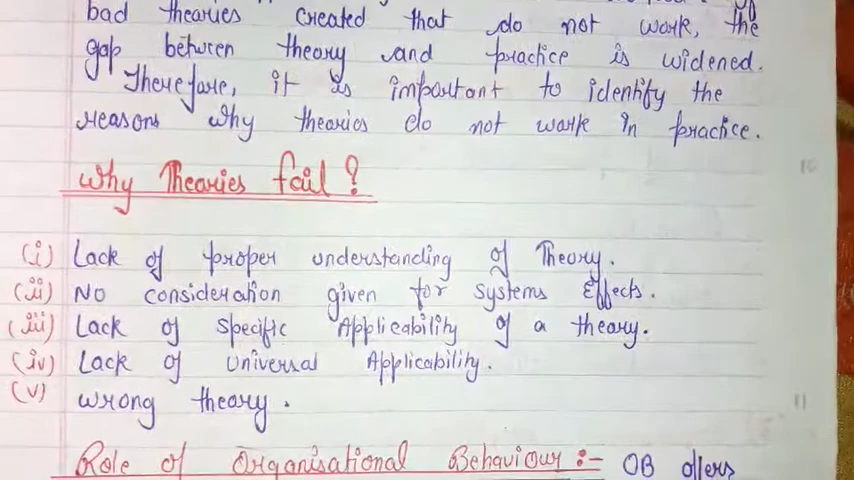 bad theories created that do not work, the
gap between theory and practice is widened.
Therefore, it is important to identify the
reasons why theories do not work in practice.
Why Theories fail ?
(i) Lack of proper understanding of Theory.
(ii) No consideration given for systems Effects.
(iii) Lack of specific Applicability of a theory.
(iv) Lack of Universal Applicability.
(v) wrong theory.
Role of Organisational Behaviour :- OB offers